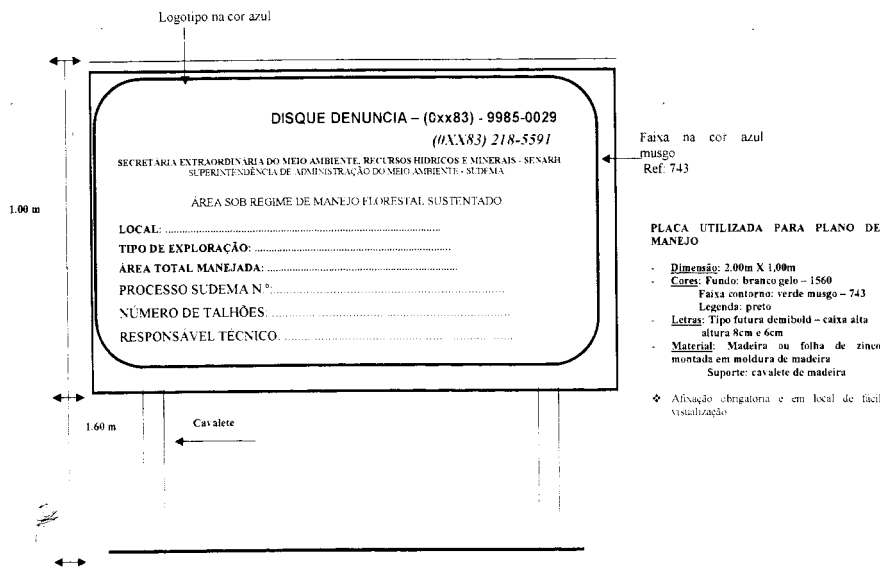 Logotipo na cor azul
DISQUE DENUNCIA – (0xx83) - 9985-0029
(0XX83) 218-5591
SECRETARIA EXTRAORDINÁRIA DO MEIO AMBIENTE, RECURSOS HIDRICOS E MINERAIS - SENARH
SUPERINTENDÊNCIA DE ADMINISTRAÇÃO DO MEIO AMBIENTE - SUDEMA
ÁREA SOB REGIME DE MANEJO FLORESTAL SUSTENTADO
LOCAL:
TIPO DE EXPLORAÇÃO:
ÁREA TOTAL MANEJADA:
PROCESSO SUDEMA N.º:
NÚMERO DE TALHÕES:
RESPONSÁVEL TÉCNICO:
Faixa na cor azul
musgo
Ref: 743
1.00 m
1.60 m
Cavalete
PLACA UTILIZADA PARA PLANO DE
MANEJO
- Dimensão: 2.00m X 1,00m
- Cores: Fundo: branco gelo – 1560
Faixa contorno: verde musgo – 743
Legenda: preto
- Letras: Tipo futura demibold – caixa alta
altura 8cm e 6cm
- Material: Madeira ou folha de zinco
montada em moldura de madeira
Suporte: cavalete de madeira
❖ Afixação obrigatoria e em local de fácil
visualização